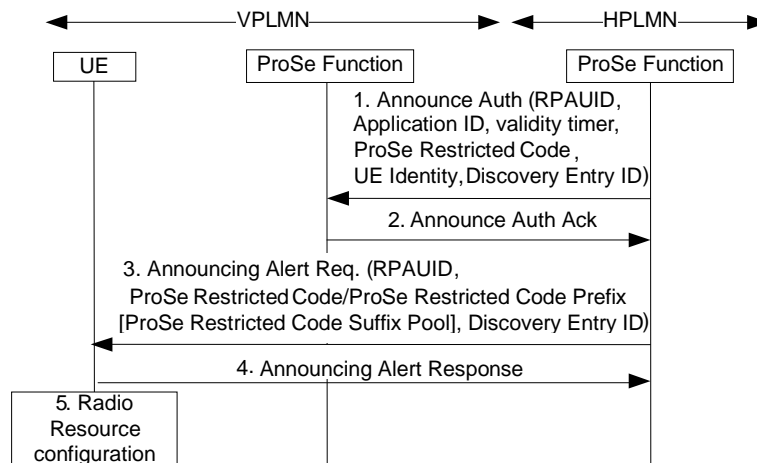 VPLMN
HPLMN
UE
ProSe Function
ProSe Function
1. Announce Auth (RPAUID,
Application ID, validity timer,
ProSe Restricted Code,
UE Identity,Discovery Entry ID)
2. Announce Auth Ack
3. Announcing Alert Req. (RPAUID,
ProSe Restricted Code/ProSe Restricted Code Prefix
[ProSe Restricted Code Suffix Pool], Discovery Entry ID)
4. Announcing Alert Response
5. Radio
Resource
configuration